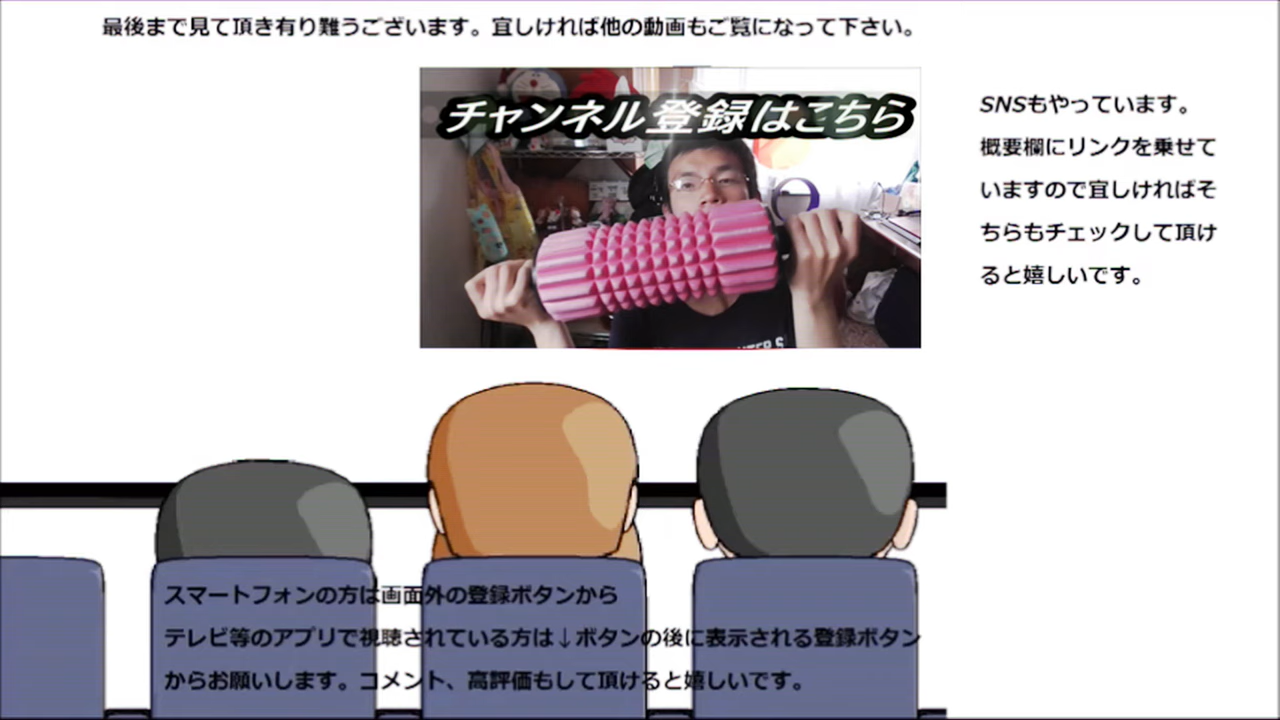 最後まで見て頂き有り難うございます。宜しければ他の動画もご覧になって下さい。
チャンネル登録はこちら
SNSもやっています。
概要欄にリンクを乗せて
いますので宜しければそ
ちらもチェックして頂け
ると嬉しいです。
スマートフォンの方は画面外の登録ボタンから
テレビ等のアプリで視聴されている方は↓ボタンの後に表示される登録ボタン
からお願いします。コメント、高評価もして頂けると嬉しいです。